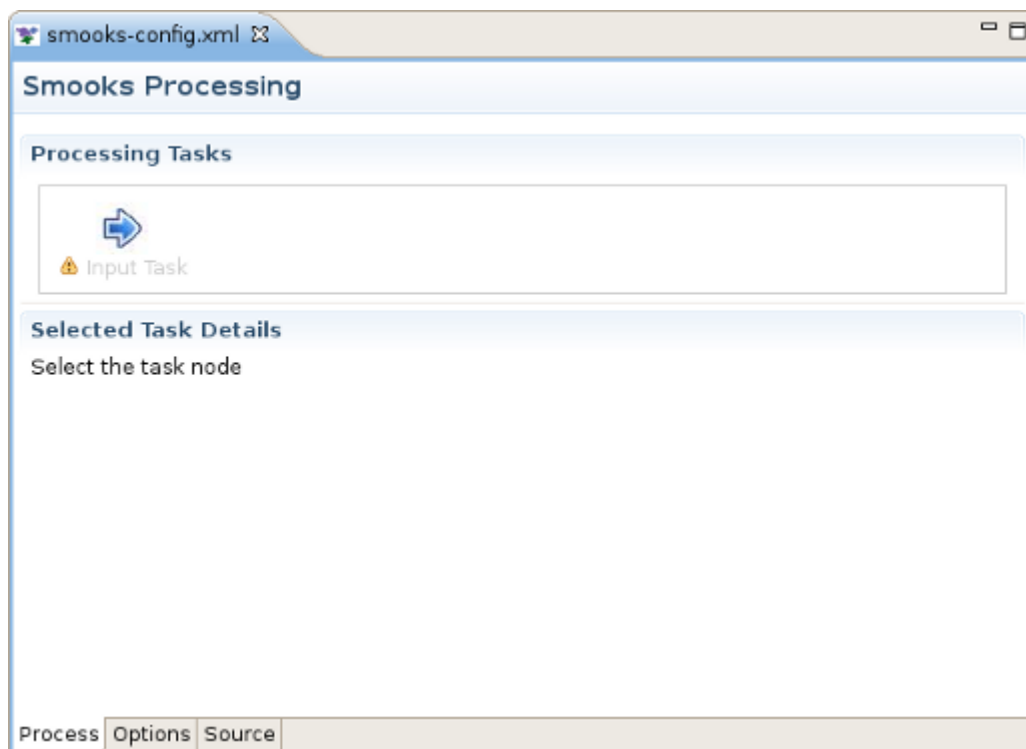 smooks-config.xml
Smooks Processing
Processing Tasks
Input Task
Selected Task Details
Select the task node
Process Options Source